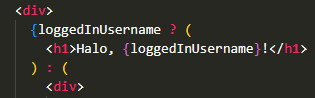 <div>
{loggedInUsername ? (
<h1>Halo, {loggedInUsername}!</h1>
) : (
<div>